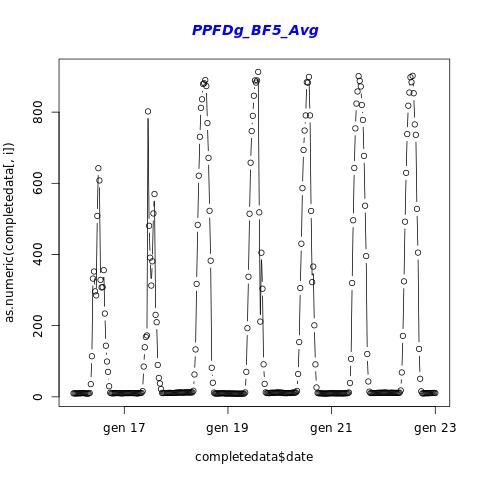 PPFDg_BF5_Avg
as.numeric(completedata[, i])
800
600
400
200
0
gen 17 gen 19 gen 21 gen 23
completedata$date